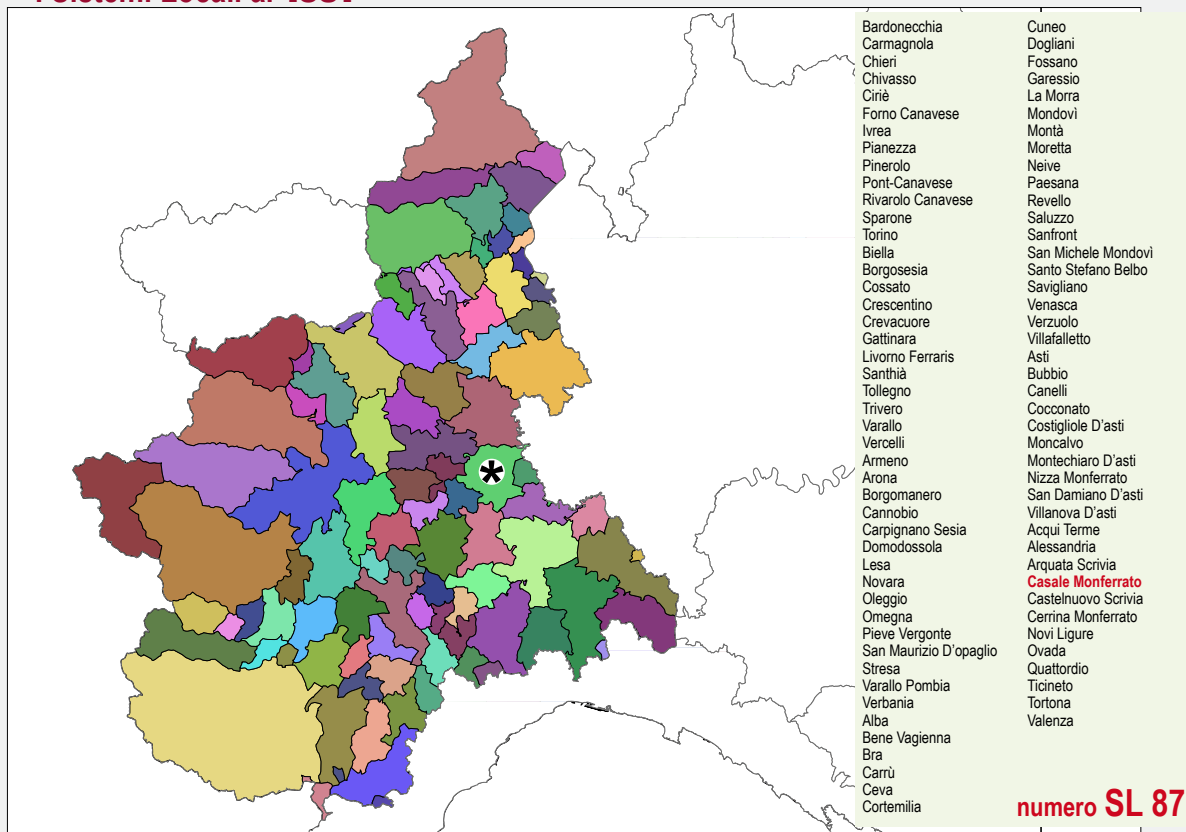 Bardonecchia
Carmagnola
Chieri
Chivasso
Ciriè
Forno Canavese
Ivrea
Pianezza
Pinerolo
Pont-Canavese
Rivarolo Canavese
Sparone
Torino
Biella
Borgosesia
Cossato
Crescentino
Crevacuore
Gattinara
Livorno Ferraris
Santhià
Tollegno
Trivero
Varallo
Vercelli
Armeno
Arona
Borgomanero
Cannobio
Carpignano Sesia
Domodossola
Lesa
Novara
Oleggio
Omegna
Pieve Vergonte
San Maurizio D'opaglio
Stresa
Varallo Pombia
Verbania
Alba
Bene Vagienna
Bra
Carrù
Ceva
Cortemilia
Cuneo
Dogliani
Fossano
Garessio
La Morra
Mondovì
Montà
Moretta
Neive
Paesana
Revello
Saluzzo
Sanfront
San Michele Mondovì
Santo Stefano Belbo
Savigliano
Venasca
Verzuolo
Villafalletto
Asti
Bubbio
Canelli
Cocconato
Costigliole D'asti
Moncalvo
Montechiaro D'asti
Nizza Monferrato
San Damiano D'asti
Villanova D'asti
Acqui Terme
Alessandria
Arquata Scrivia
Casale Monferrato
Castelnuovo Scrivia
Cerrina Monferrato
Novi Ligure
Ovada
Quattordio
Ticineto
Tortona
Valenza
*
numero SL 87